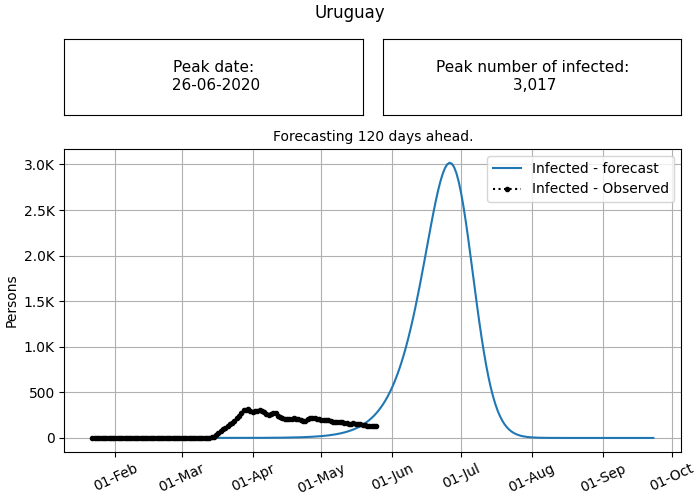 Uruguay
Peak date:
26-06-2020
Peak number of infected:
3,017
Forecasting 120 days ahead.
Infected - forecast
Infected - Observed
Persons
3.0K
2.5K
2.0K
1.5K
1.0K
500
0
01-Feb
01-Mar
01-Apr
01-May
01-Jun
01-Jul
01-Aug
01-Sep
01-Oct